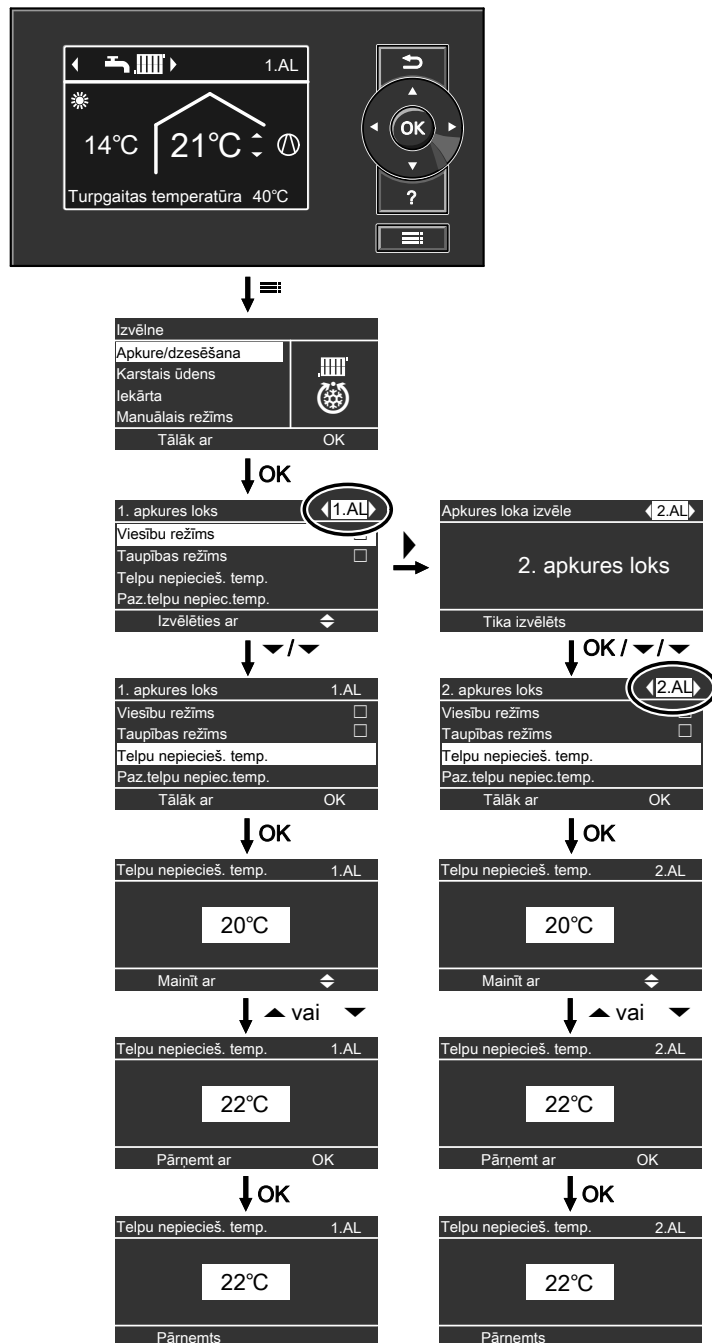 1.AL
14°C 21°C
Turpgaitas temperatūra 40°C
OK
?
Izvēlne
Apkure/dzesēšana
Karstais ūdens
Iekārta
Manuālais režīms
Tālāk ar OK
OK
1. apkures loks 1.AL
Viesību režīms
Taupības režīms
Telpu nepiecieš. temp.
Paz.telpu nepiec.temp.
Izvēlēties ar
Apkures loka izvēle 2.AL
2. apkures loks
Tika izvēlēts
/
OK / /
1. apkures loks 1.AL
Viesību režīms
Taupības režīms
Telpu nepiecieš. temp.
Paz.telpu nepiec.temp.
Tālāk ar OK
2. apkures loks 2.AL
Viesību režīms
Taupības režīms
Telpu nepiecieš. temp.
Paz.telpu nepiec.temp.
Tālāk ar OK
OK
OK
Telpu nepiecieš. temp. 1.AL
20°C
Mainīt ar
Telpu nepiecieš. temp. 2.AL
20°C
Mainīt ar
vai
vai
Telpu nepiecieš. temp. 1.AL
22°C
Pārņemt ar OK
Telpu nepiecieš. temp. 2.AL
22°C
Pārņemt ar OK
OK
OK
Telpu nepiecieš. temp. 1.AL
22°C
Pārņemts
Telpu nepiecieš. temp. 2.AL
22°C
Pārņemts